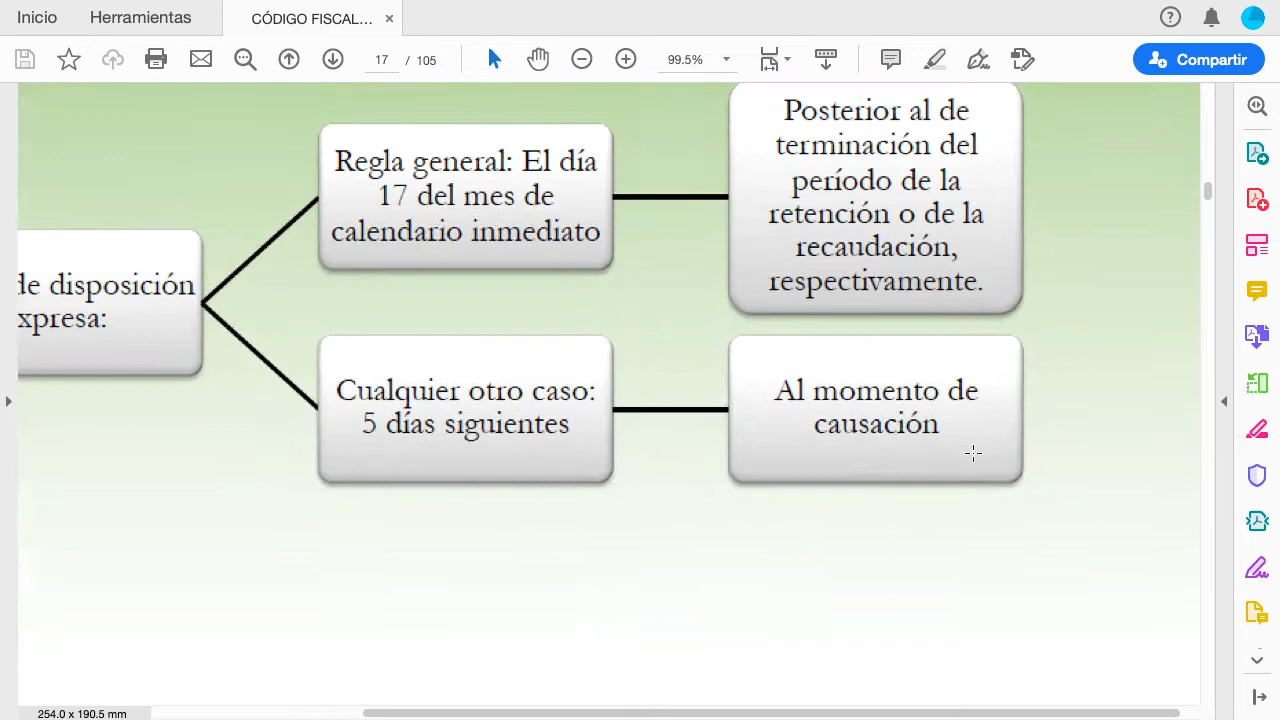 Inicio
Herramientas
CÓDIGO FISCAL...
17 / 105
99.5%
Compartir
Posterior al de
terminación del
período de la
retención o de la
recaudación,
respectivamente.
Regla general: El día
17 del mes de
calendario inmediato
de disposición
xpresa:
Cualquier otro caso:
5 días siguientes
Al momento de
causación
254.0 x 190.5 mm